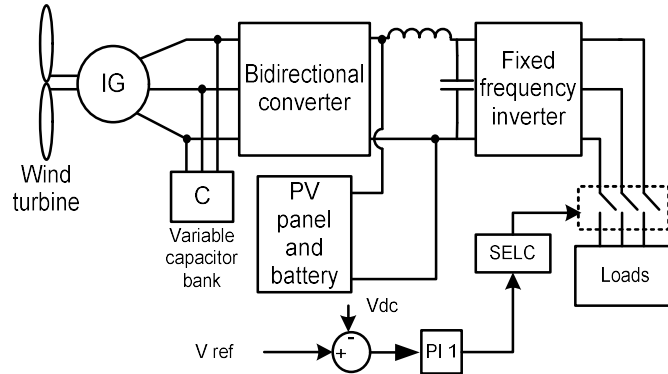 IG
Wind
turbine
C
Variable
capacitor
bank
Bidirectional
converter
PV
panel
and
battery
Fixed
frequency
inverter
SELC
Loads
Vdc
V ref
+
-
PI 1